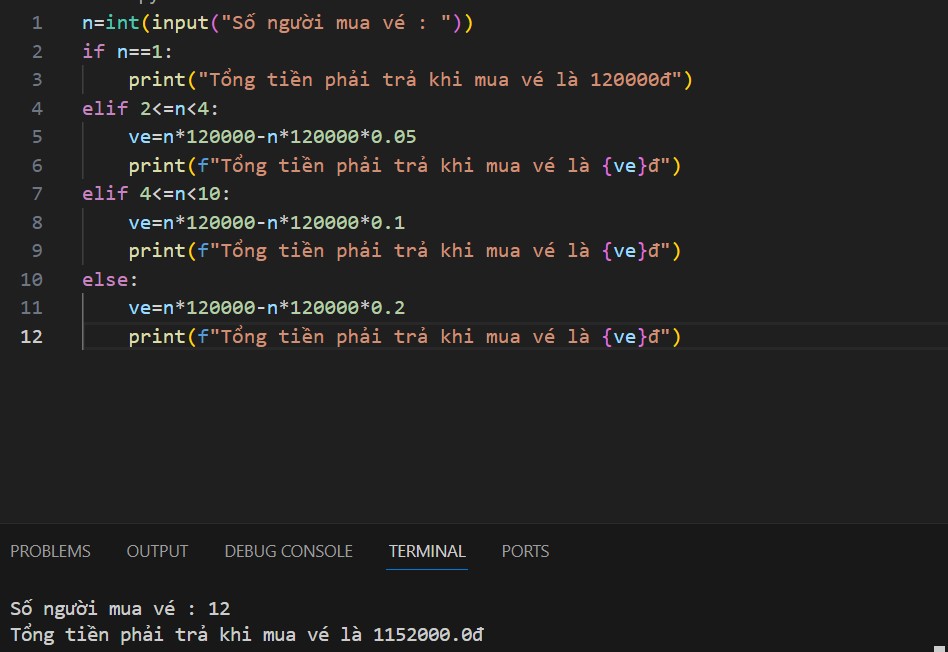 1 n=int(input("Số người mua vé : "))
2 if n==1:
3     print("Tổng tiền phải trả khi mua vé là 120000đ")
4 elif 2<=n<4:
5     ve=n*120000-n*120000*0.05
6     print(f"Tổng tiền phải trả khi mua vé là {ve}đ")
7 elif 4<=n<10:
8     ve=n*120000-n*120000*0.1
9     print(f"Tổng tiền phải trả khi mua vé là {ve}đ")
10 else:
11     ve=n*120000-n*120000*0.2
12     print(f"Tổng tiền phải trả khi mua vé là {ve}đ")
PROBLEMS OUTPUT DEBUG CONSOLE TERMINAL PORTS
Số người mua vé : 12
Tổng tiền phải trả khi mua vé là 1152000.0đ